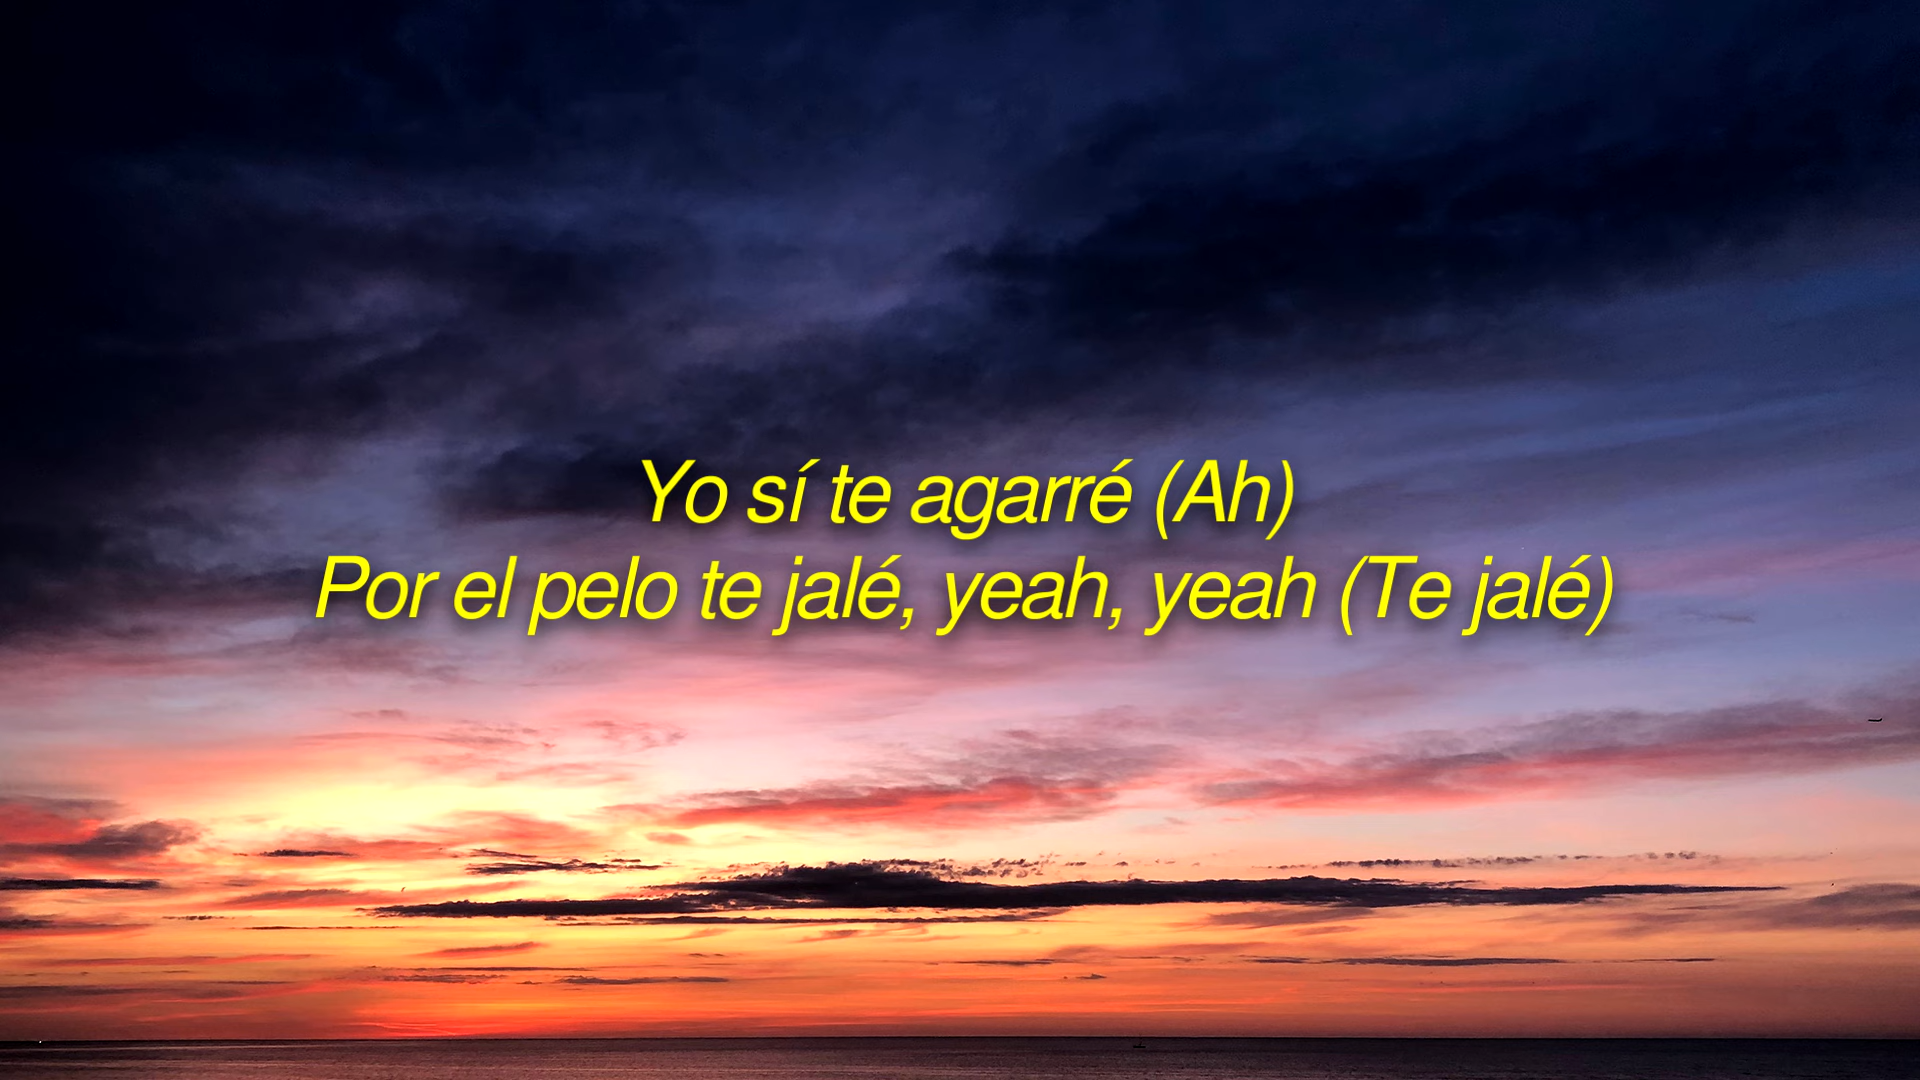 Yo sí te agarré (Ah)
Por el pelo te jalé, yeah, yeah (Te jalé)